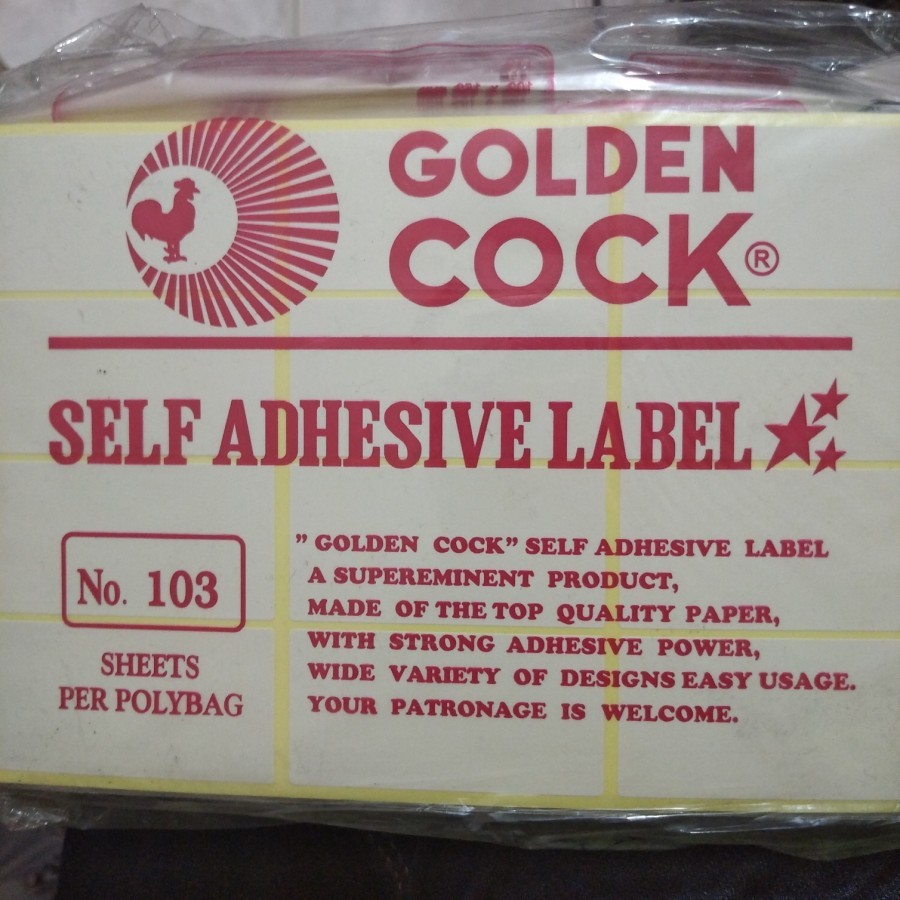 GOLDEN
COCK®
SELF ADHESIVE LABEL
No. 103
SHEETS
PER POLYBAG
" GOLDEN COCK" SELF ADHESIVE LABEL
A SUPEREMINENT PRODUCT,
MADE OF THE TOP QUALITY PAPER,
WITH STRONG ADHESIVE POWER,
WIDE VARIETY OF DESIGNS EASY USAGE.
YOUR PATRONAGE IS WELCOME.